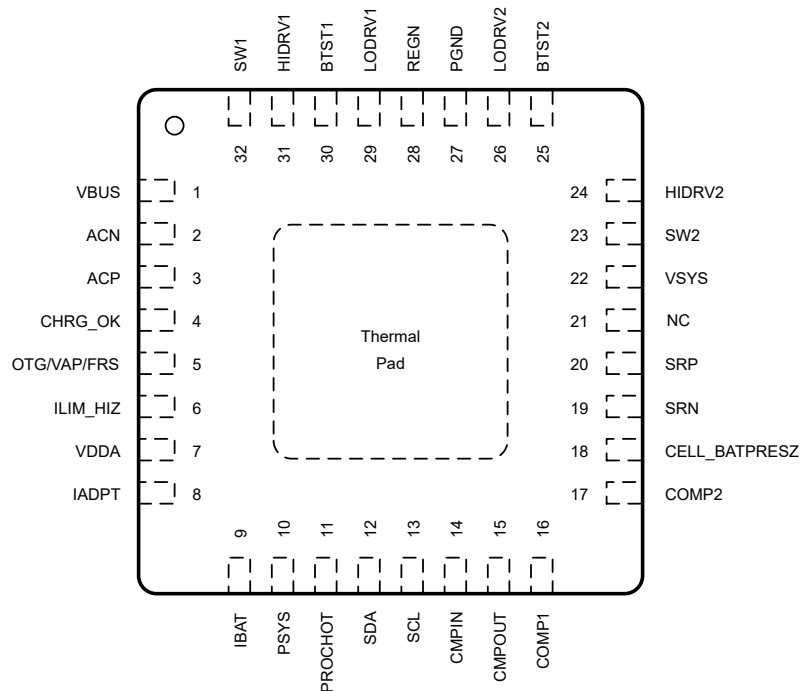 SW1
HIDRV1
BTST1
LODRV1
REGN
PGND
LODRV2
BTST2
32
31
30
29
28
27
26
25
VBUS 1
ACN 2
ACP 3
CHRG_OK 4
OTG/VAP/FRS 5
ILIM_HIZ 6
VDDA 7
IADPT 8
Thermal
Pad
24 HIDRV2
23 SW2
22 VSYS
21 NC
20 SRP
19 SRN
18 CELL_BATPRESZ
17 COMP2
9
10
11
12
13
14
15
16
IBAT
PSYS
PROCHOT
SDA
SCL
CMPIN
CMPOUT
COMP1